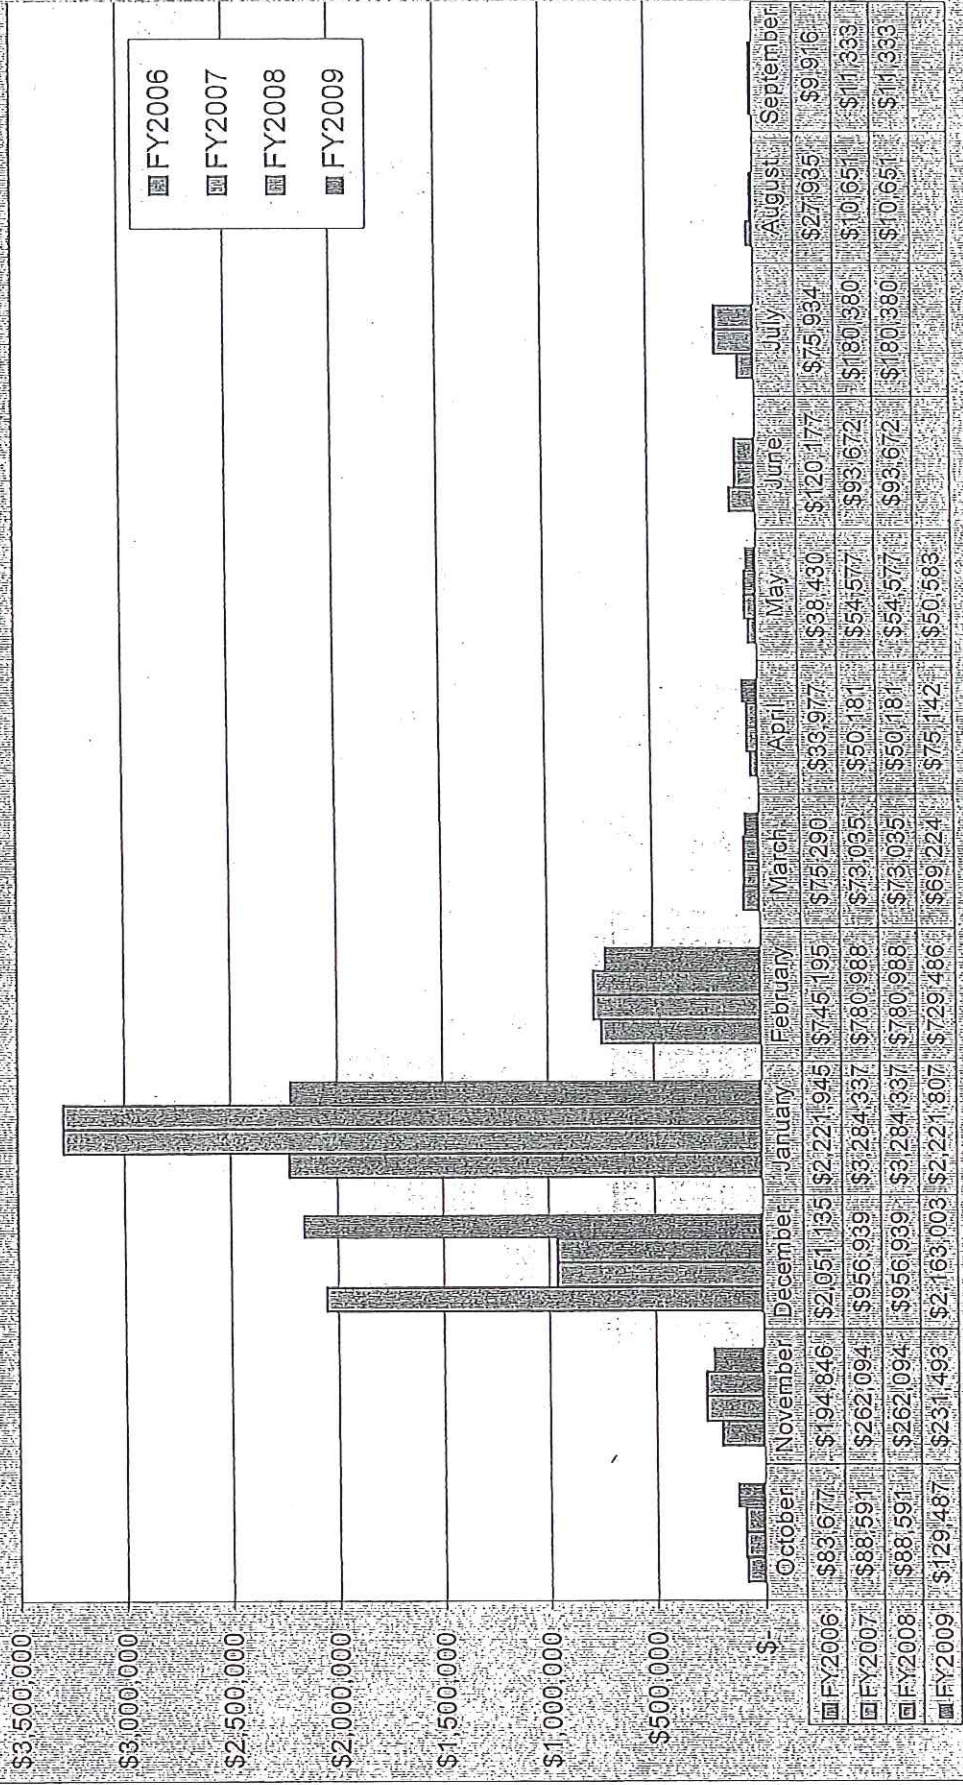 $3,500,000
$3,000,000
$2,500,000
$2,000,000
$1,500,000
$1,000,000
$500,000
$-
FY2006
FY2007
FY2008
FY2009
October November December January February March April May June July August September
FY2006 $83,677 $194,846 $2,051,135 $2,221,945 $745,195 $75,290 $33,977 $38,430 $120,177 $75,934 $27,935 $9,916
FY2007 $88,591 $262,094 $956,939 $3,284,337 $780,988 $73,035 $50,181 $54,577 $93,672 $180,380 $10,651 $11,333
FY2008 $88,591 $262,094 $956,939 $3,284,337 $780,988 $73,035 $50,181 $54,577 $93,672 $180,380 $10,651 $11,333
FY2009 $129,487 $231,493 $2,163,003 $2,221,807 $729,486 $69,224 $75,142 $50,583